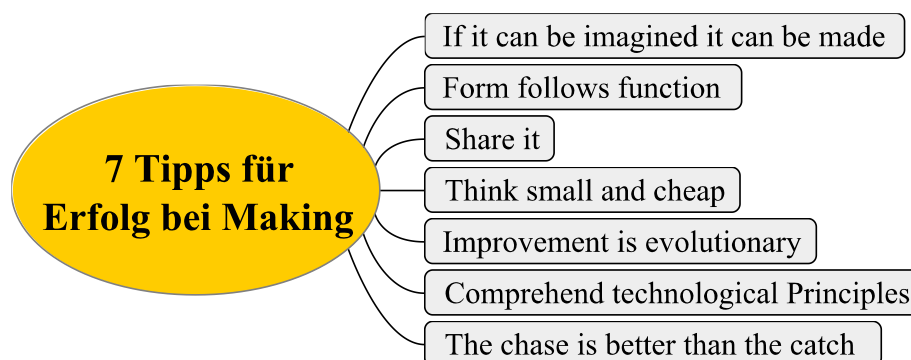 7 Tipps für
Erfolg bei Making
If it can be imagined it can be made
Form follows function
Share it
Think small and cheap
Improvement is evolutionary
Comprehend technological Principles
The chase is better than the catch